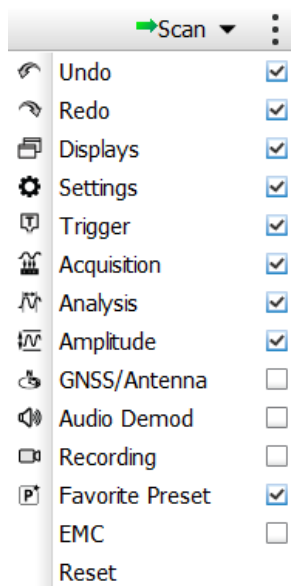 Scan
Undo
Redo
Displays
Settings
Trigger
Acquisition
Analysis
Amplitude
GNSS/Antenna
Audio Demod
Recording
Favorite Preset
EMC
Reset